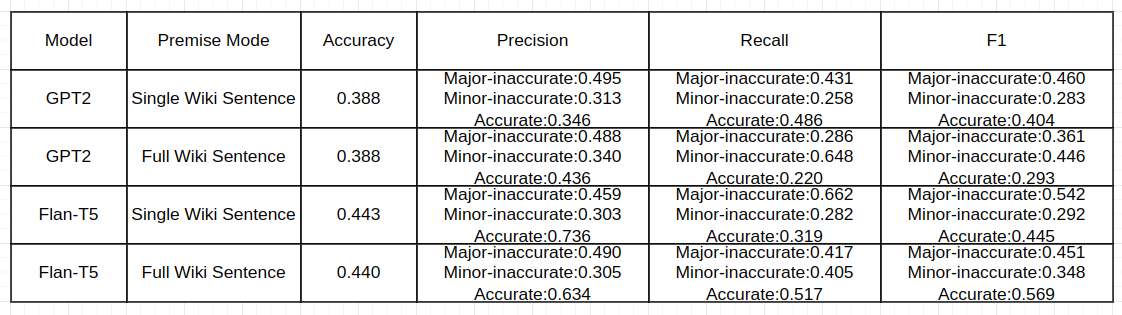 Model Premise Mode Accuracy Precision Recall F1
Major-inaccurate:0.495 Major-inaccurate:0.431 Major-inaccurate:0.460
GPT2 Single Wiki Sentence 0.388 Minor-inaccurate:0.313 Minor-inaccurate:0.258 Minor-inaccurate:0.283
Accurate:0.346 Accurate:0.486 Accurate:0.404
Major-inaccurate:0.488 Major-inaccurate:0.286 Major-inaccurate:0.361
GPT2 Full Wiki Sentence 0.388 Minor-inaccurate:0.340 Minor-inaccurate:0.648 Minor-inaccurate:0.446
Accurate:0.436 Accurate:0.220 Accurate:0.293
Major-inaccurate:0.459 Major-inaccurate:0.662 Major-inaccurate:0.542
Flan-T5 Single Wiki Sentence 0.443 Minor-inaccurate:0.303 Minor-inaccurate:0.282 Minor-inaccurate:0.292
Accurate:0.736 Accurate:0.319 Accurate:0.445
Major-inaccurate:0.490 Major-inaccurate:0.417 Major-inaccurate:0.451
Flan-T5 Full Wiki Sentence 0.440 Minor-inaccurate:0.305 Minor-inaccurate:0.405 Minor-inaccurate:0.348
Accurate:0.634 Accurate:0.517 Accurate:0.569